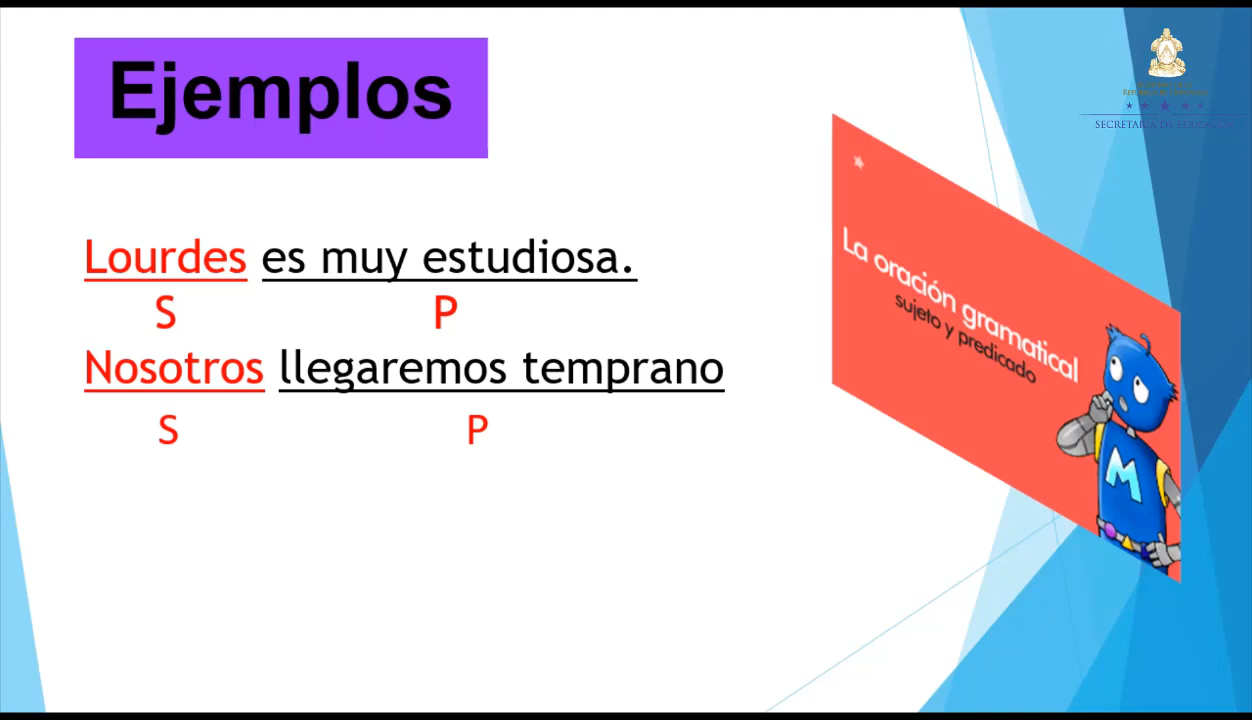 Ejemplos
Lourdes es muy estudiosa.
S P
Nosotros llegaremos temprano
S P
La oración gramatical
sujeto y predicado
M
SECRETARÍA DE EDUCACIÓN